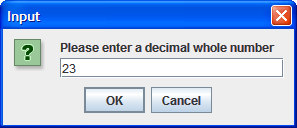 Input
Please enter a decimal whole number
23
OK
Cancel